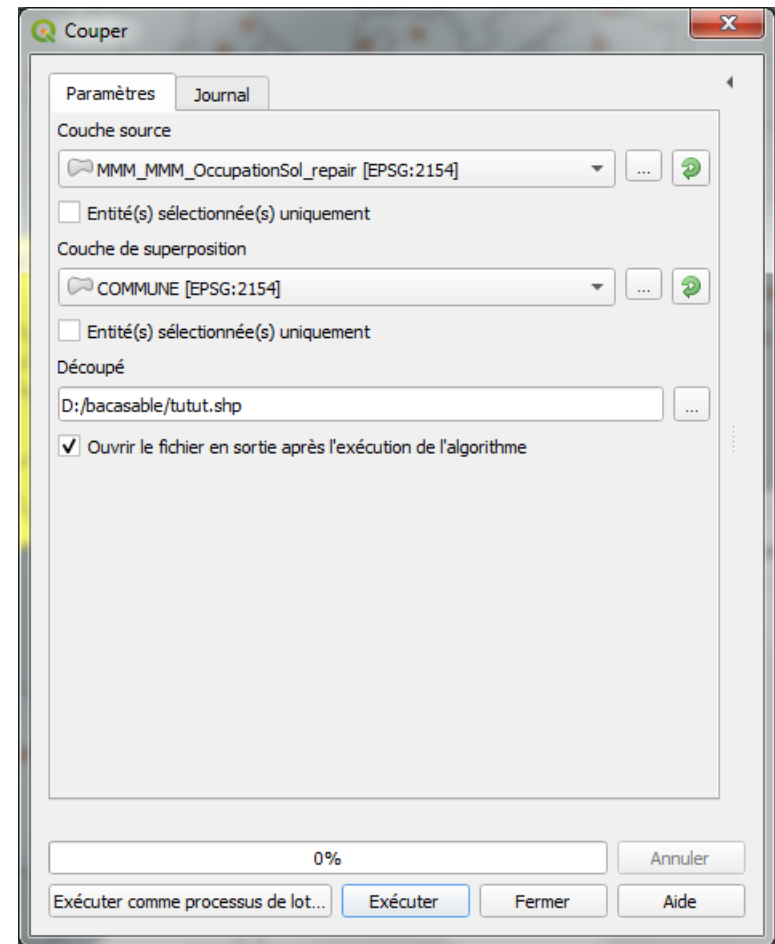 Couper
Paramètres Journal
Couche source
MMM_MMM_OccupationSol_repair [EPSG:2154]
...
Entité(s) sélectionnée(s) uniquement
Couche de superposition
COMMUNE [EPSG:2154]
...
Entité(s) sélectionnée(s) uniquement
Découpé
D:/bacasable/tutut.shp
...
Ouvrir le fichier en sortie après l'exécution de l'algorithme
0%
Annuler
Exécuter comme processus de lot... Exécuter Fermer Aide